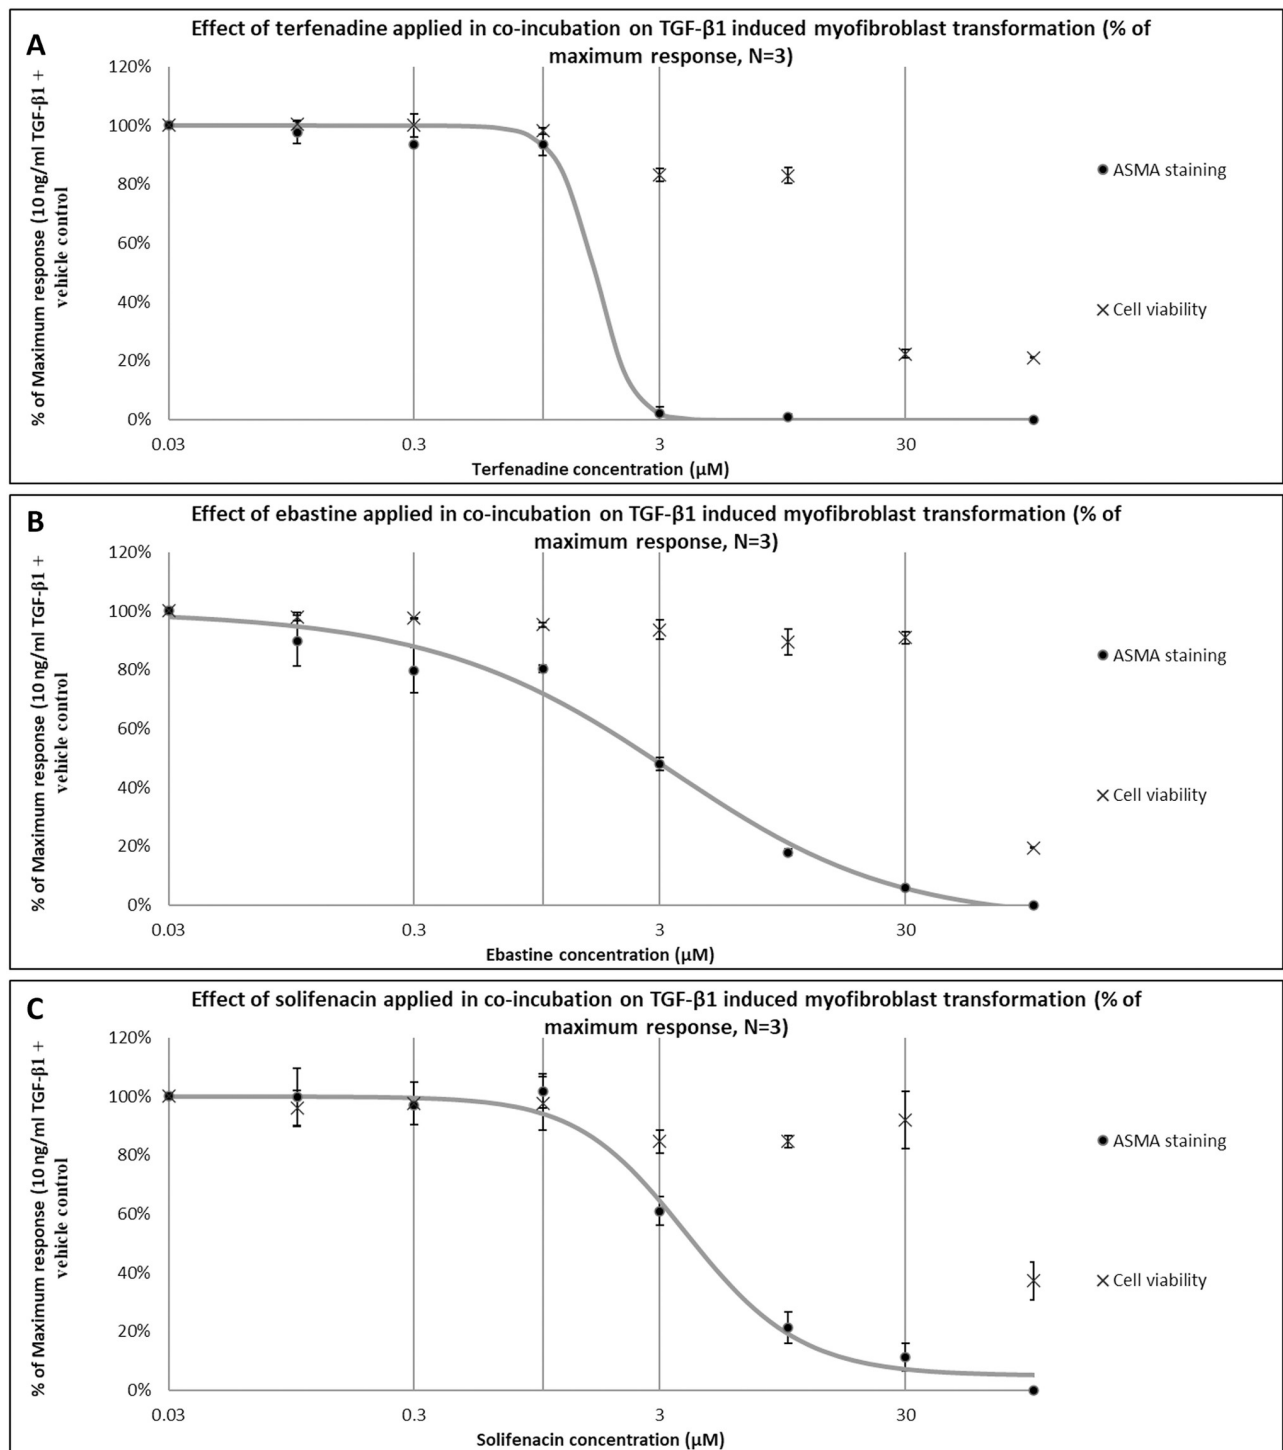 A
Effect of terfenadine applied in co-incubation on TGF-β1 induced myofibroblast transformation (% of
maximum response, N=3)
% of Maximum response (10 ng/ml TGF-β1 +
vehicle control
120%
100%
80%
60%
40%
20%
0%
0.03
0.3
3
30
Terfenadine concentration (µM)
ASMA staining
Cell viability
B
Effect of ebastine applied in co-incubation on TGF-β1 induced myofibroblast transformation (% of
maximum response, N=3)
% of Maximum response (10 ng/ml TGF-β1 +
vehicle control
120%
100%
80%
60%
40%
20%
0%
0.03
0.3
3
30
Ebastine concentration (µM)
ASMA staining
Cell viability
C
Effect of solifenacin applied in co-incubation on TGF-β1 induced myofibroblast transformation (% of
maximum response, N=3)
% of Maximum response (10 ng/ml TGF-β1 +
vehicle control
120%
100%
80%
60%
40%
20%
0%
0.03
0.3
3
30
Solifenacin concentration (µM)
ASMA staining
Cell viability